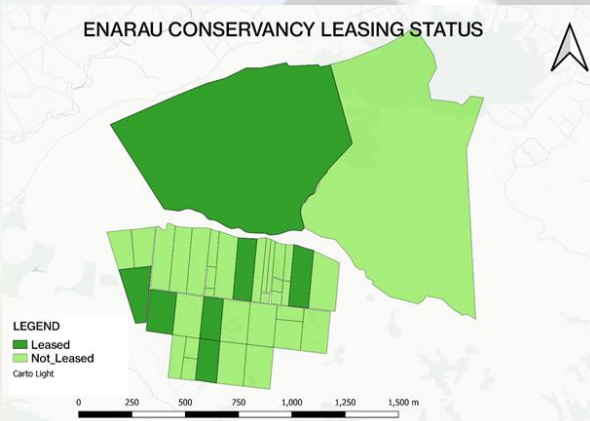 ENARAU CONSERVANCY LEASING STATUS
LEGEND
Leased
Not_Leased
Carto Light
0 250 500 750 1,000 1,250 1,500 m